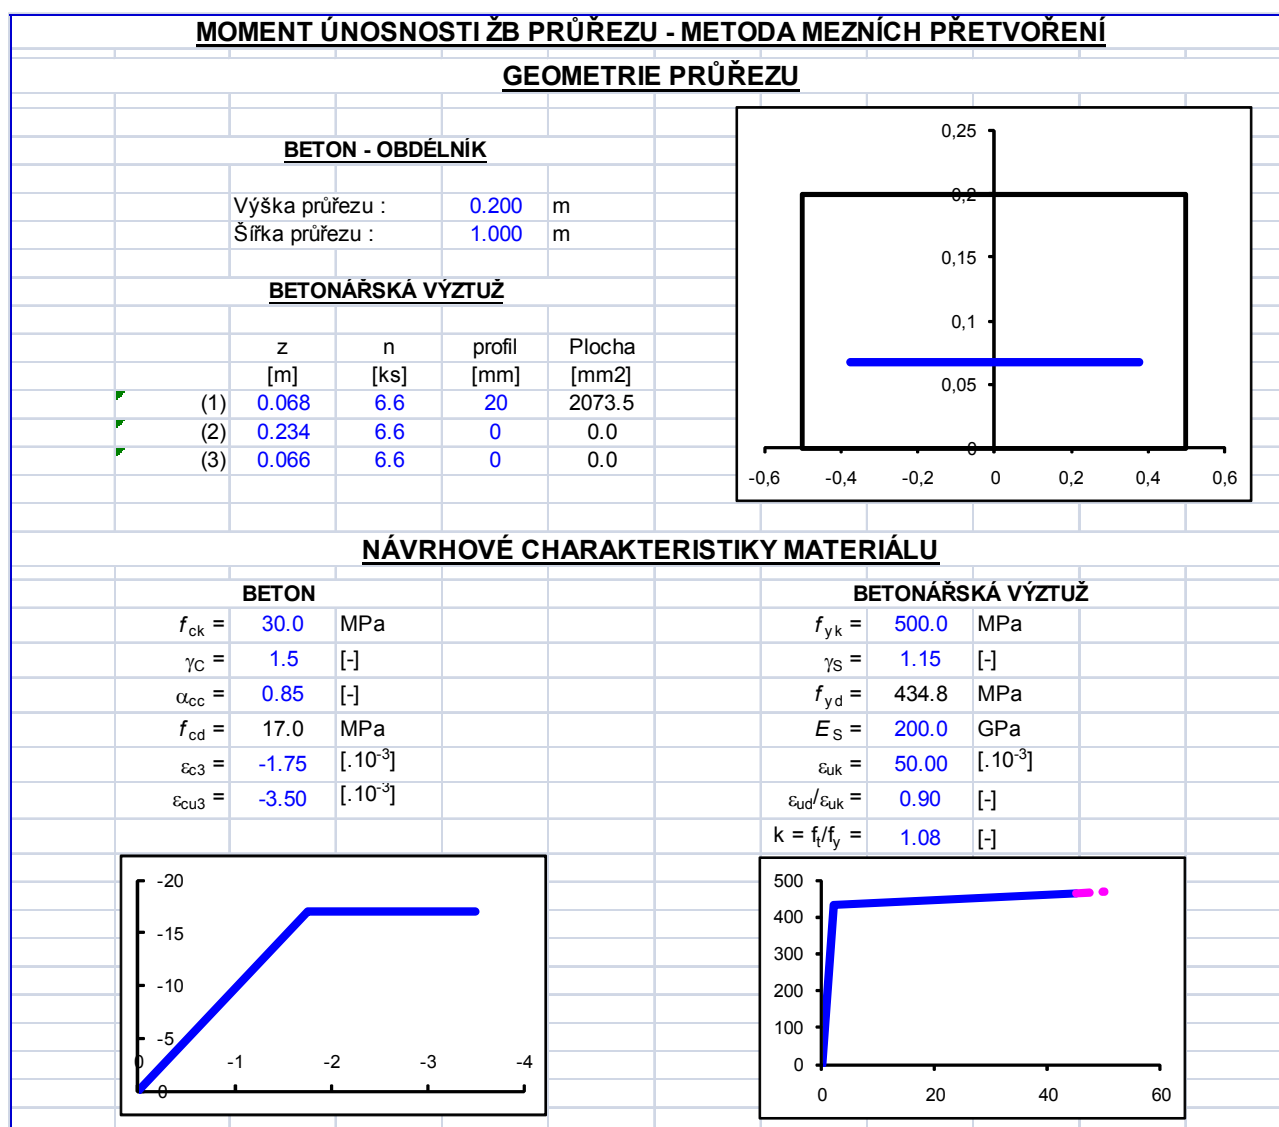 MOMENT ÚNOSNOSTI ŽB PRŮŘEZU - METODA MEZNÍCH PŘETVOŘENÍ
GEOMETRIE PRŮŘEZU
BETON - OBDÉLNÍK
Výška průřezu : 0.200 m
Šířka průřezu : 1.000 m
BETONÁŘSKÁ VÝZTUŽ
z n profil Plocha
[m] [ks] [mm] [mm2]
(1) 0.068 6.6 20 2073.5
(2) 0.234 6.6 0 0.0
(3) 0.066 6.6 0 0.0
0,25
0,2
0,15
0,1
0,05
0
-0,6 -0,4 -0,2 0 0,2 0,4 0,6
NÁVRHOVÉ CHARAKTERISTIKY MATERIÁLU
BETON
fck = 30.0 MPa
γC = 1.5 [-]
αcc = 0.85 [-]
fcd = 17.0 MPa
εc3 = -1.75 [.10-3]
εcu3 = -3.50 [.10-3]
BETONÁŘSKÁ VÝZTUŽ
fyk = 500.0 MPa
γS = 1.15 [-]
fyd = 434.8 MPa
ES = 200.0 GPa
εuk = 50.00 [.10-3]
εud/εuk = 0.90 [-]
k = ft/fy = 1.08 [-]
-20
-15
-10
-5
0
0 -1 -2 -3 -4
500
400
300
200
100
0
0 20 40 60